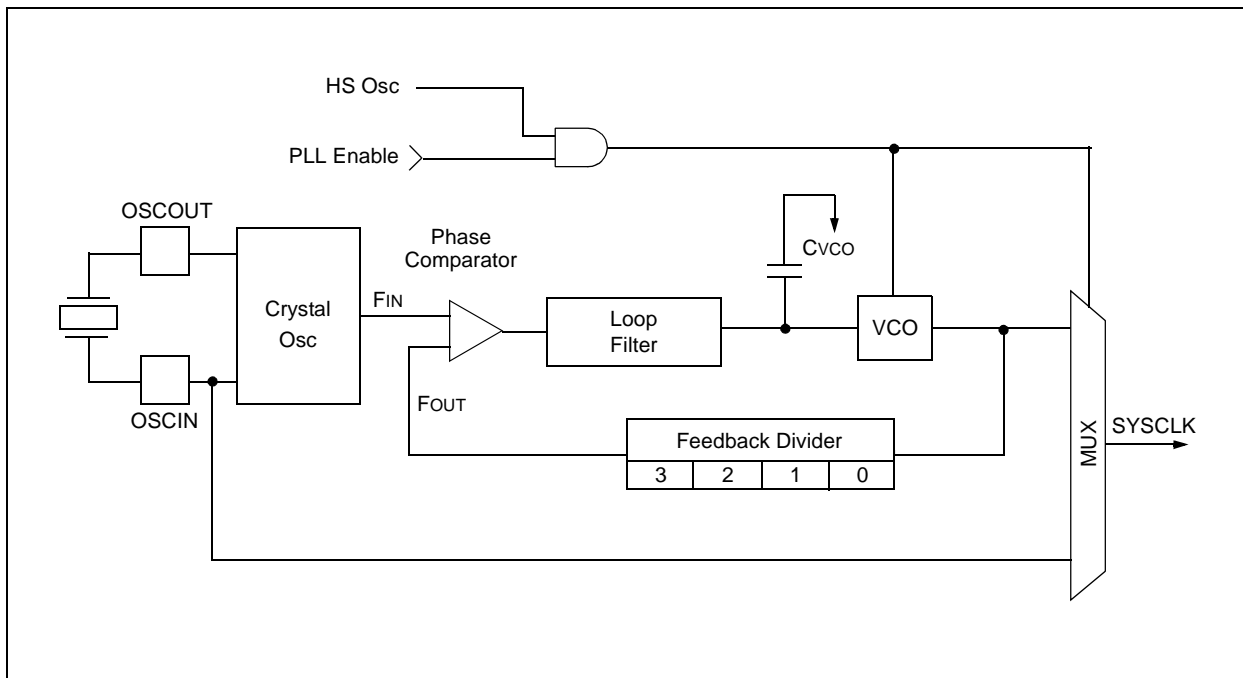 HS Osc
PLL Enable
OSCOUT
Phase
Comparator
CVCO
Crystal
Osc
FIN
Loop
Filter
VCO
OSCIN
FOUT
Feedback Divider
3 2 1 0
MUX
SYSCLK